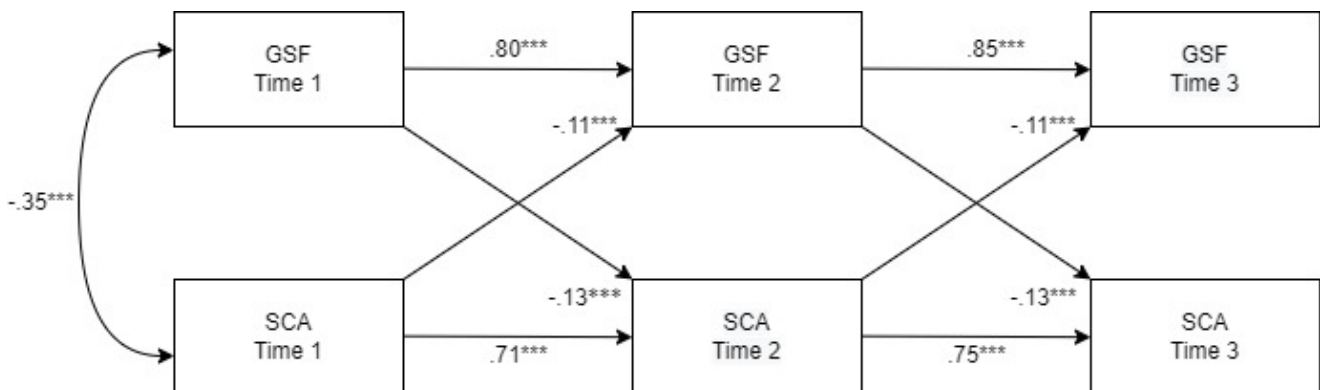 GSF
Time 1
.80***
GSF
Time 2
.85***
GSF
Time 3
-.11***
-.11***
-.35***
-.13***
-.13***
SCA
Time 1
.71***
SCA
Time 2
.75***
SCA
Time 3